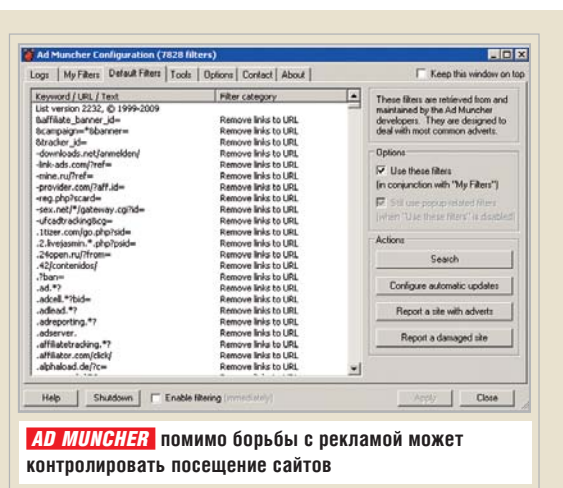 Ad Muncher Configuration (7828 filters)
Logs My Filters Default Filters Tools Options Contact About
Keep this window on top
Keyword / URL / Text Filter category
List version 2232, © 1999-2009
&affiliate_banner_id= Remove links to URL
&campaign=*&banner= Remove links to URL
&tracker_id= Remove links to URL
-downloads.net/anmelden/ Remove links to URL
-link-ads.com/?ref= Remove links to URL
-mine.ru/?ref= Remove links to URL
-provider.com/?aff.id= Remove links to URL
-reg.php?scard= Remove links to URL
-sex.net/*/gateway.cgi?id= Remove links to URL
-ufcadtracking&cg= Remove links to URL
.1tizer.com/go.php?sid= Remove links to URL
.2.livejasmin.*.php?psid= Remove links to URL
.24open.ru/?from= Remove links to URL
.42/contenidos/ Remove links to URL
.?ban= Remove links to URL
.ad.*? Remove links to URL
.adcell.*?bid= Remove links to URL
.adlead.*? Remove links to URL
.adreporting.*? Remove links to URL
.adserver. Remove links to URL
.affiliatetracking.*? Remove links to URL
.affiliator.com/click/ Remove links to URL
.alphaload.de/?c= Remove links to URL
These filters are retrieved from and
maintained by the Ad Muncher
developers. They are designed to
deal with most common adverts.
Options
Use these filters
(in conjunction with "My Filters")
Still use popup-related filters
(when "Use these filters" is disabled)
Actions
Search
Configure automatic updates
Report a site with adverts
Report a damaged site
Help Shutdown Enable filtering (immediately) Apply Close
AD MUNCHER помимо борьбы с рекламой может
контролировать посещение сайтов